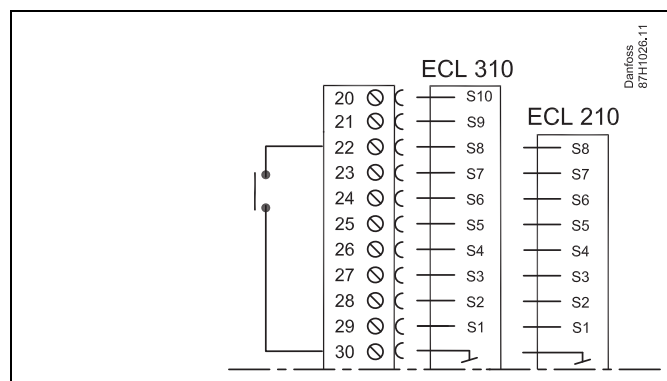 Danfoss
87H1026.11
ECL 310
ECL 210
20 S10
21 S9
22 S8 S8
23 S7 S7
24 S6 S6
25 S5 S5
26 S4 S4
27 S3 S3
28 S2 S2
29 S1 S1
30